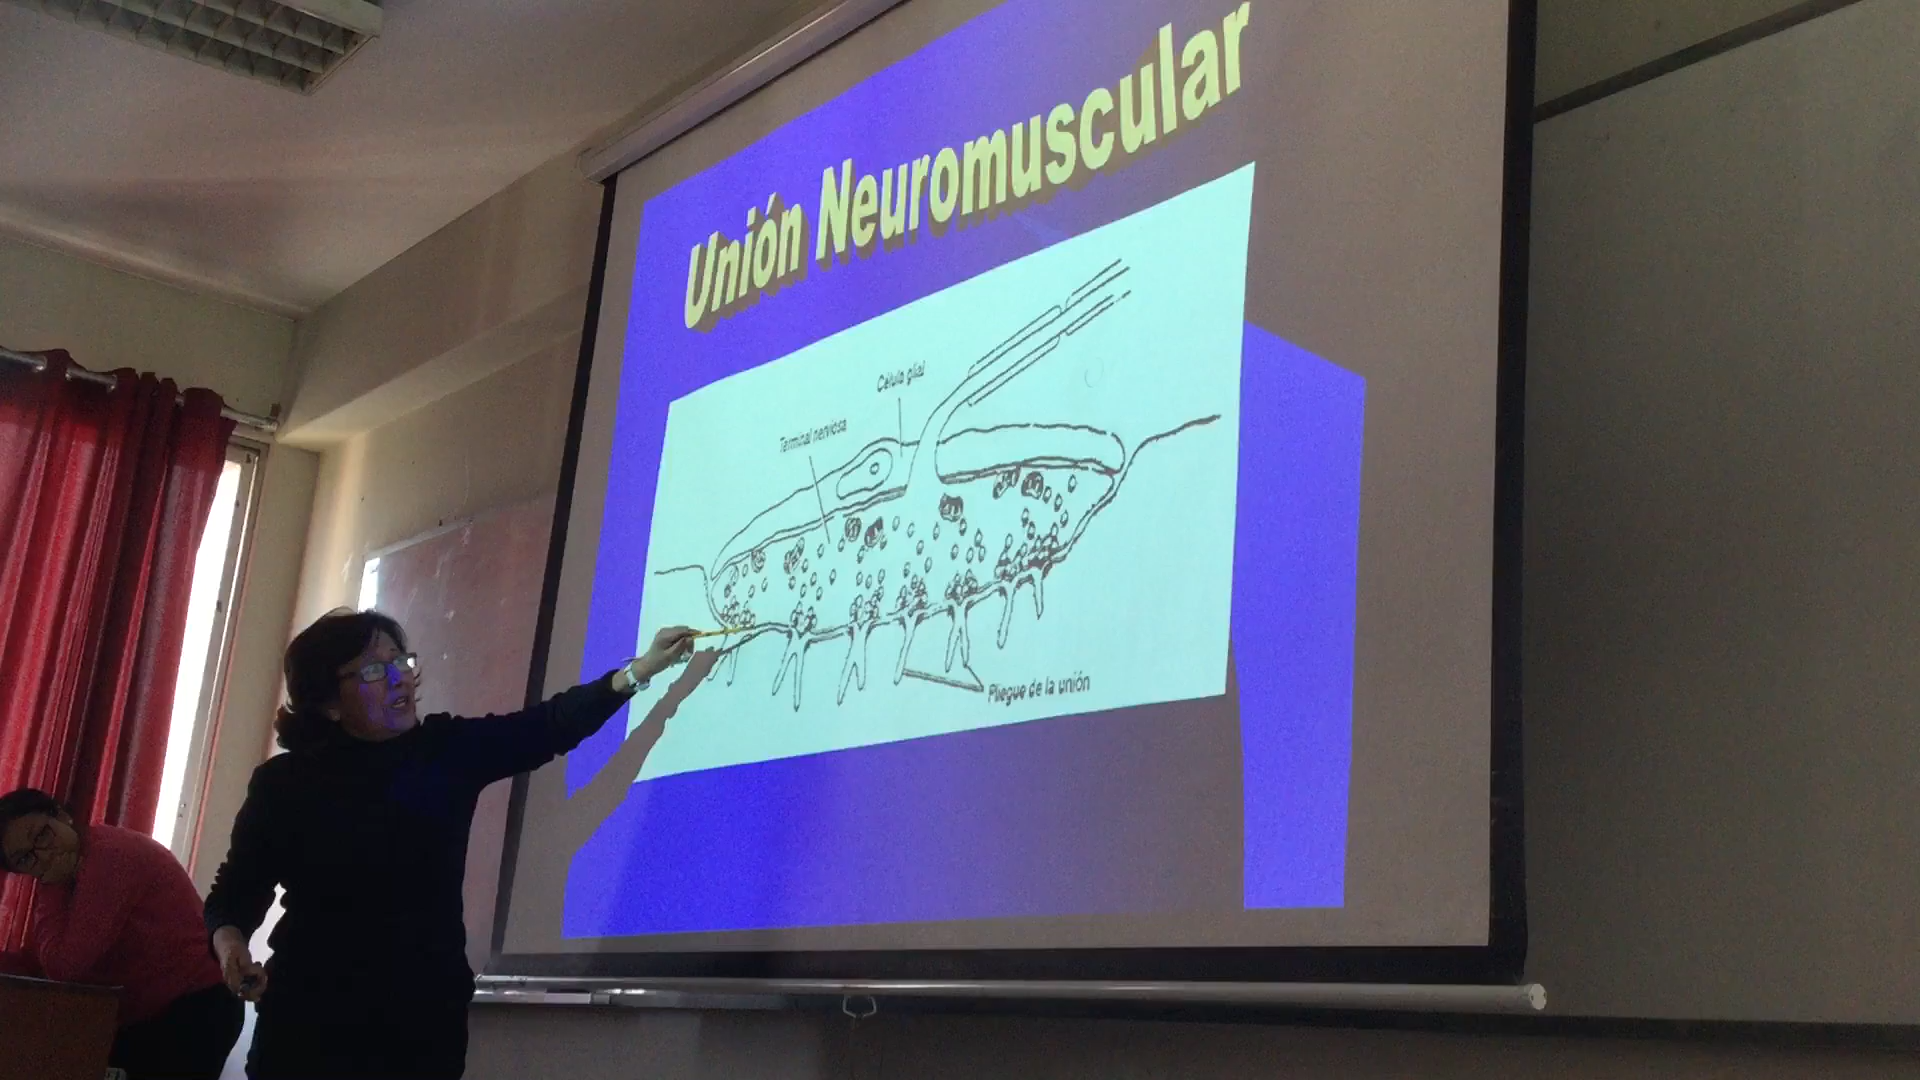 Unión Neuromuscular
Célula glial
Terminal nerviosa
Pliegue de la unión